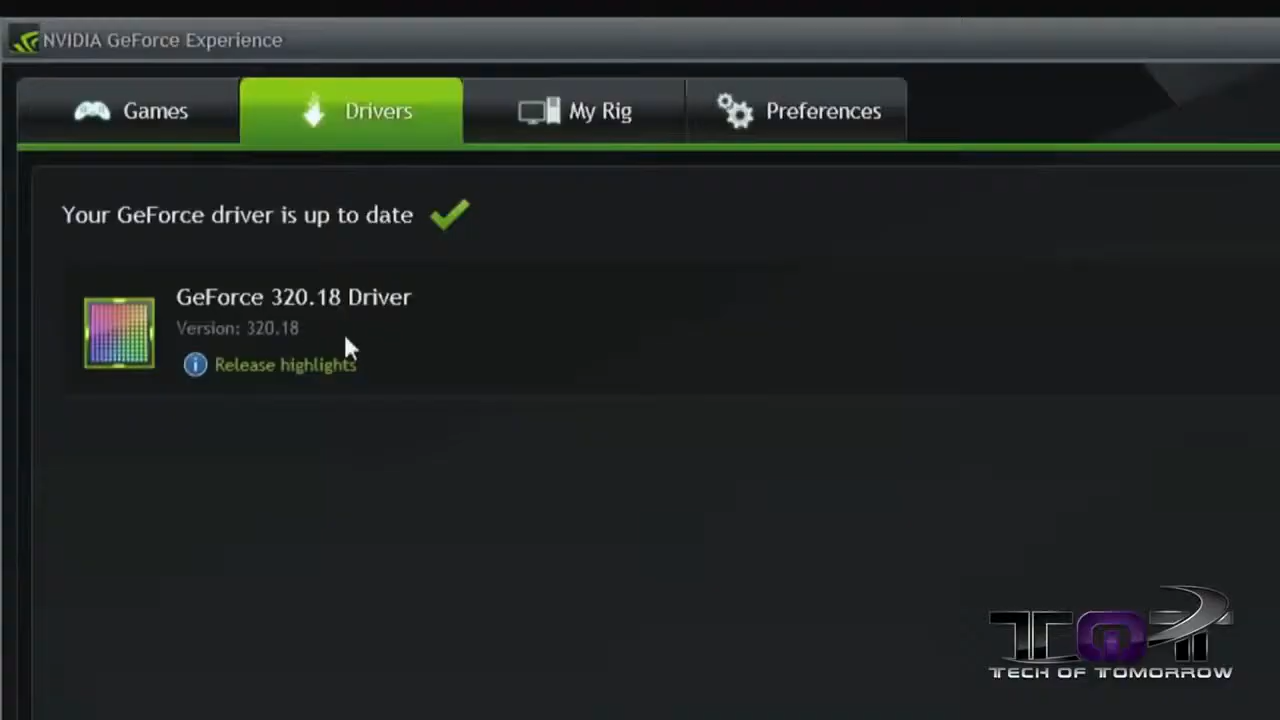 NVIDIA GeForce Experience
Games
Drivers
My Rig
Preferences
Your GeForce driver is up to date
GeForce 320.18 Driver
Version: 320.18
Release highlights
TOT
TECH OF TOMORROW